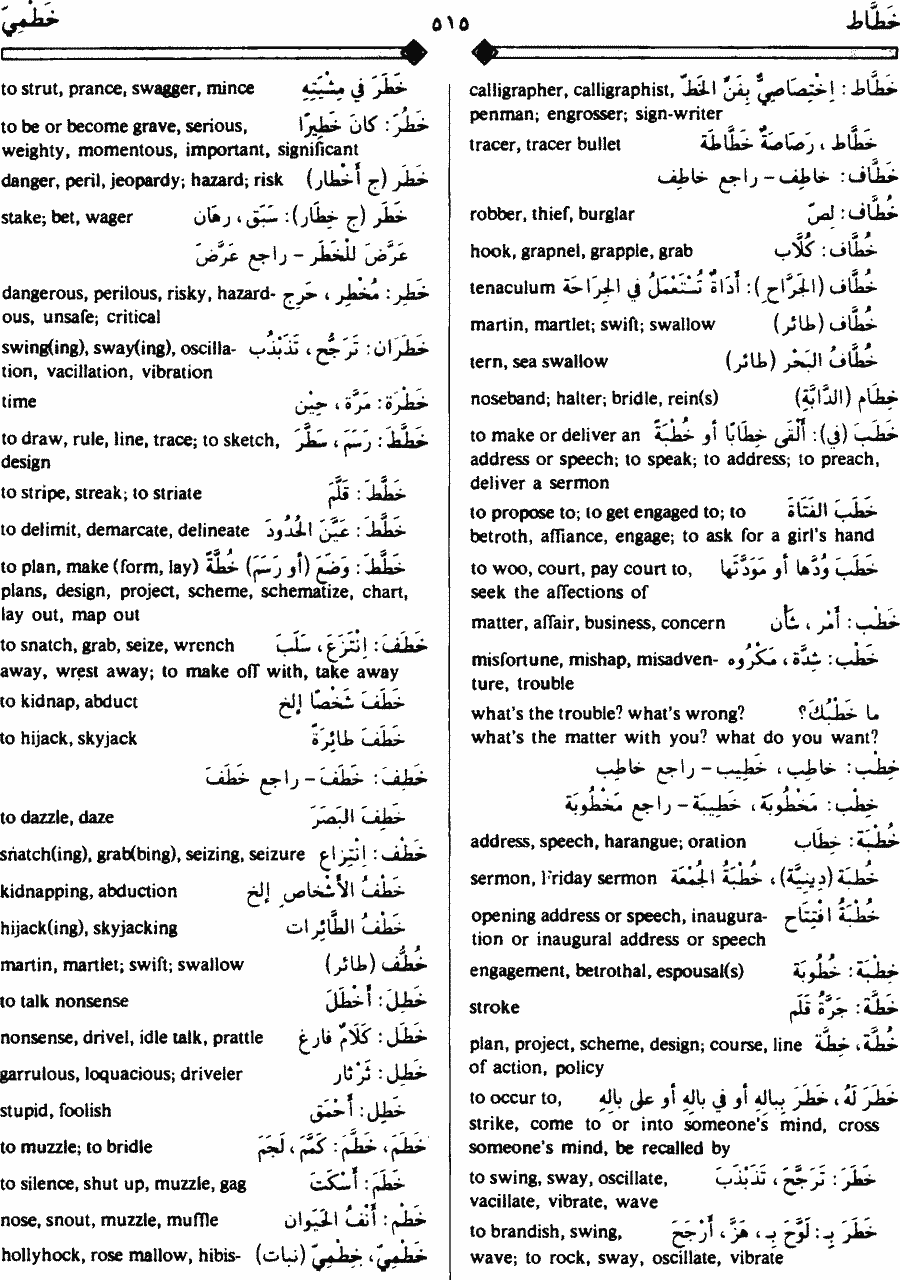 خَطَّاط ٥١٥ خَطْمِيّ
خَطَّاط : اِخْتِصَاصِيٌّ بِفَنِّ الخَطّ calligrapher, calligraphist,
penman; engrosser; sign-writer
خَطَّاط ، رَصَاصَةٌ خَطَّاطَة tracer, tracer bullet
خَطَّاف : خاطِف - راجع خاطِف
خُطَّاف : لِصّ robber, thief, burglar
خُطَّاف : كُلَّاب hook, grapnel, grapple, grab
خُطَّاف (الجَرَّاحِ) : أَدَاةٌ تُسْتَعْمَلُ في الجِرَاحَة tenaculum
خُطَّاف (طائر) martin, martlet; swift; swallow
خُطَّافُ البَحْر (طائر) tern, sea swallow
خِطَام (الدَّابَّةِ) noseband; halter; bridle, rein(s)
خَطَبَ (في) : أَلْقَى خِطَابًا أو خُطْبَةً to make or deliver an
address or speech; to speak; to address; to preach,
deliver a sermon
خَطَبَ الفَتَاةَ to propose to; to get engaged to; to
betroth, affiance, engage; to ask for a girl's hand
خَطَبَ وُدَّها أو مَوَدَّتَها to woo, court, pay court to,
seek the affections of
خَطْب : أَمْر ، شَأْن matter, affair, business, concern
خَطْب : شِدَّة ، مَكْرُوه misfortune, mishap, misadven-
ture, trouble
ما خَطْبُكَ؟ what's the trouble? what's wrong?
what's the matter with you? what do you want?
خِطْب : خاطِب ، خَطِيب - راجع خاطِب
خِطْب : مَخْطُوبَة ، خَطِيبَة - راجع مَخْطُوبَة
خُطْبَة : خِطَاب address, speech, harangue; oration
خُطْبَة (دِينِيَّة) ، خُطْبَةُ الجُمْعَة sermon, Friday sermon
خُطْبَةُ افْتِتَاح opening address or speech, inaugura-
tion or inaugural address or speech
خِطْبَة : خُطُوبَة engagement, betrothal, espousal(s)
خَطَّة : جَرَّةُ قَلَم stroke
خُطَّة ، خِطَّة plan, project, scheme, design; course, line
of action, policy
خَطَرَ لَهُ ، خَطَرَ بِبالِهِ أو في بالِهِ أو على بالِهِ to occur to,
strike, come to or into someone's mind, cross
someone's mind, be recalled by
خَطَرَ : تَرَجَّحَ ، تَذَبْذَبَ to swing, sway, oscillate,
vacillate, vibrate, wave
خَطَرَ بِـ : لَوَّحَ بِـ ، هَزَّ ، أَرْجَحَ to brandish, swing,
wave; to rock, sway, oscillate, vibrate
خَطَرَ في مِشْيَتِهِ to strut, prance, swagger, mince
خَطُرَ : كانَ خَطِيرًا to be or become grave, serious,
weighty, momentous, important, significant
خَطَر (ج أَخْطار) danger, peril, jeopardy; hazard; risk
خَطَر (ج خِطَار) : سَبَق ، رِهَان stake; bet, wager
عَرَّضَ للْخَطَر - راجع عَرَّضَ
خَطِر : مُخْطِر ، حَرِج dangerous, perilous, risky, hazard-
ous, unsafe; critical
خَطَرَان : تَرَجُّح ، تَذَبْذُب swing(ing), sway(ing), oscilla-
tion, vacillation, vibration
خَطْرَة : مَرَّة ، حِيْن time
خَطَّطَ : رَسَمَ ، سَطَّرَ to draw, rule, line, trace; to sketch,
design
خَطَّطَ : قَلَّمَ to stripe, streak; to striate
خَطَّطَ : عَيَّنَ الحُدُودَ to delimit, demarcate, delineate
خَطَّطَ : وَضَعَ (أو رَسَمَ) خُطَّةً to plan, make (form, lay)
plans, design, project, scheme, schematize, chart,
lay out, map out
خَطَفَ : اِنْتَزَعَ ، سَلَبَ to snatch, grab, seize, wrench
away, wrest away; to make off with, take away
خَطَفَ شَخْصًا إلخ to kidnap, abduct
خَطَفَ طائِرَةً to hijack, skyjack
خَطِفَ : خَطَفَ - راجع خَطَفَ
خَطِفَ البَصَرَ to dazzle, daze
خَطْف : اِنْتِزاع snatch(ing), grab(bing), seizing, seizure
خَطْفُ الأَشْخاصِ إلخ kidnapping, abduction
خَطْفُ الطَّائِرات hijack(ing), skyjacking
خُطُّف (طائر) martin, martlet; swift; swallow
خَطِلَ : أَخْطَلَ to talk nonsense
خَطَل : كَلَامٌ فارِغ nonsense, drivel, idle talk, prattle
خَطِل : ثَرْثار garrulous, loquacious; driveler
خَطِل : أَحْمَق stupid, foolish
خَطَمَ ، خَطَّمَ : كَمَّمَ ، لَجَمَ to muzzle; to bridle
خَطَمَ : أَسْكَتَ to silence, shut up, muzzle, gag
خَطْم : أَنْفُ الحَيَوان nose, snout, muzzle, muffle
خَطْمِيّ ، خِطْمِيّ (نبات) hollyhock, rose mallow, hibis-